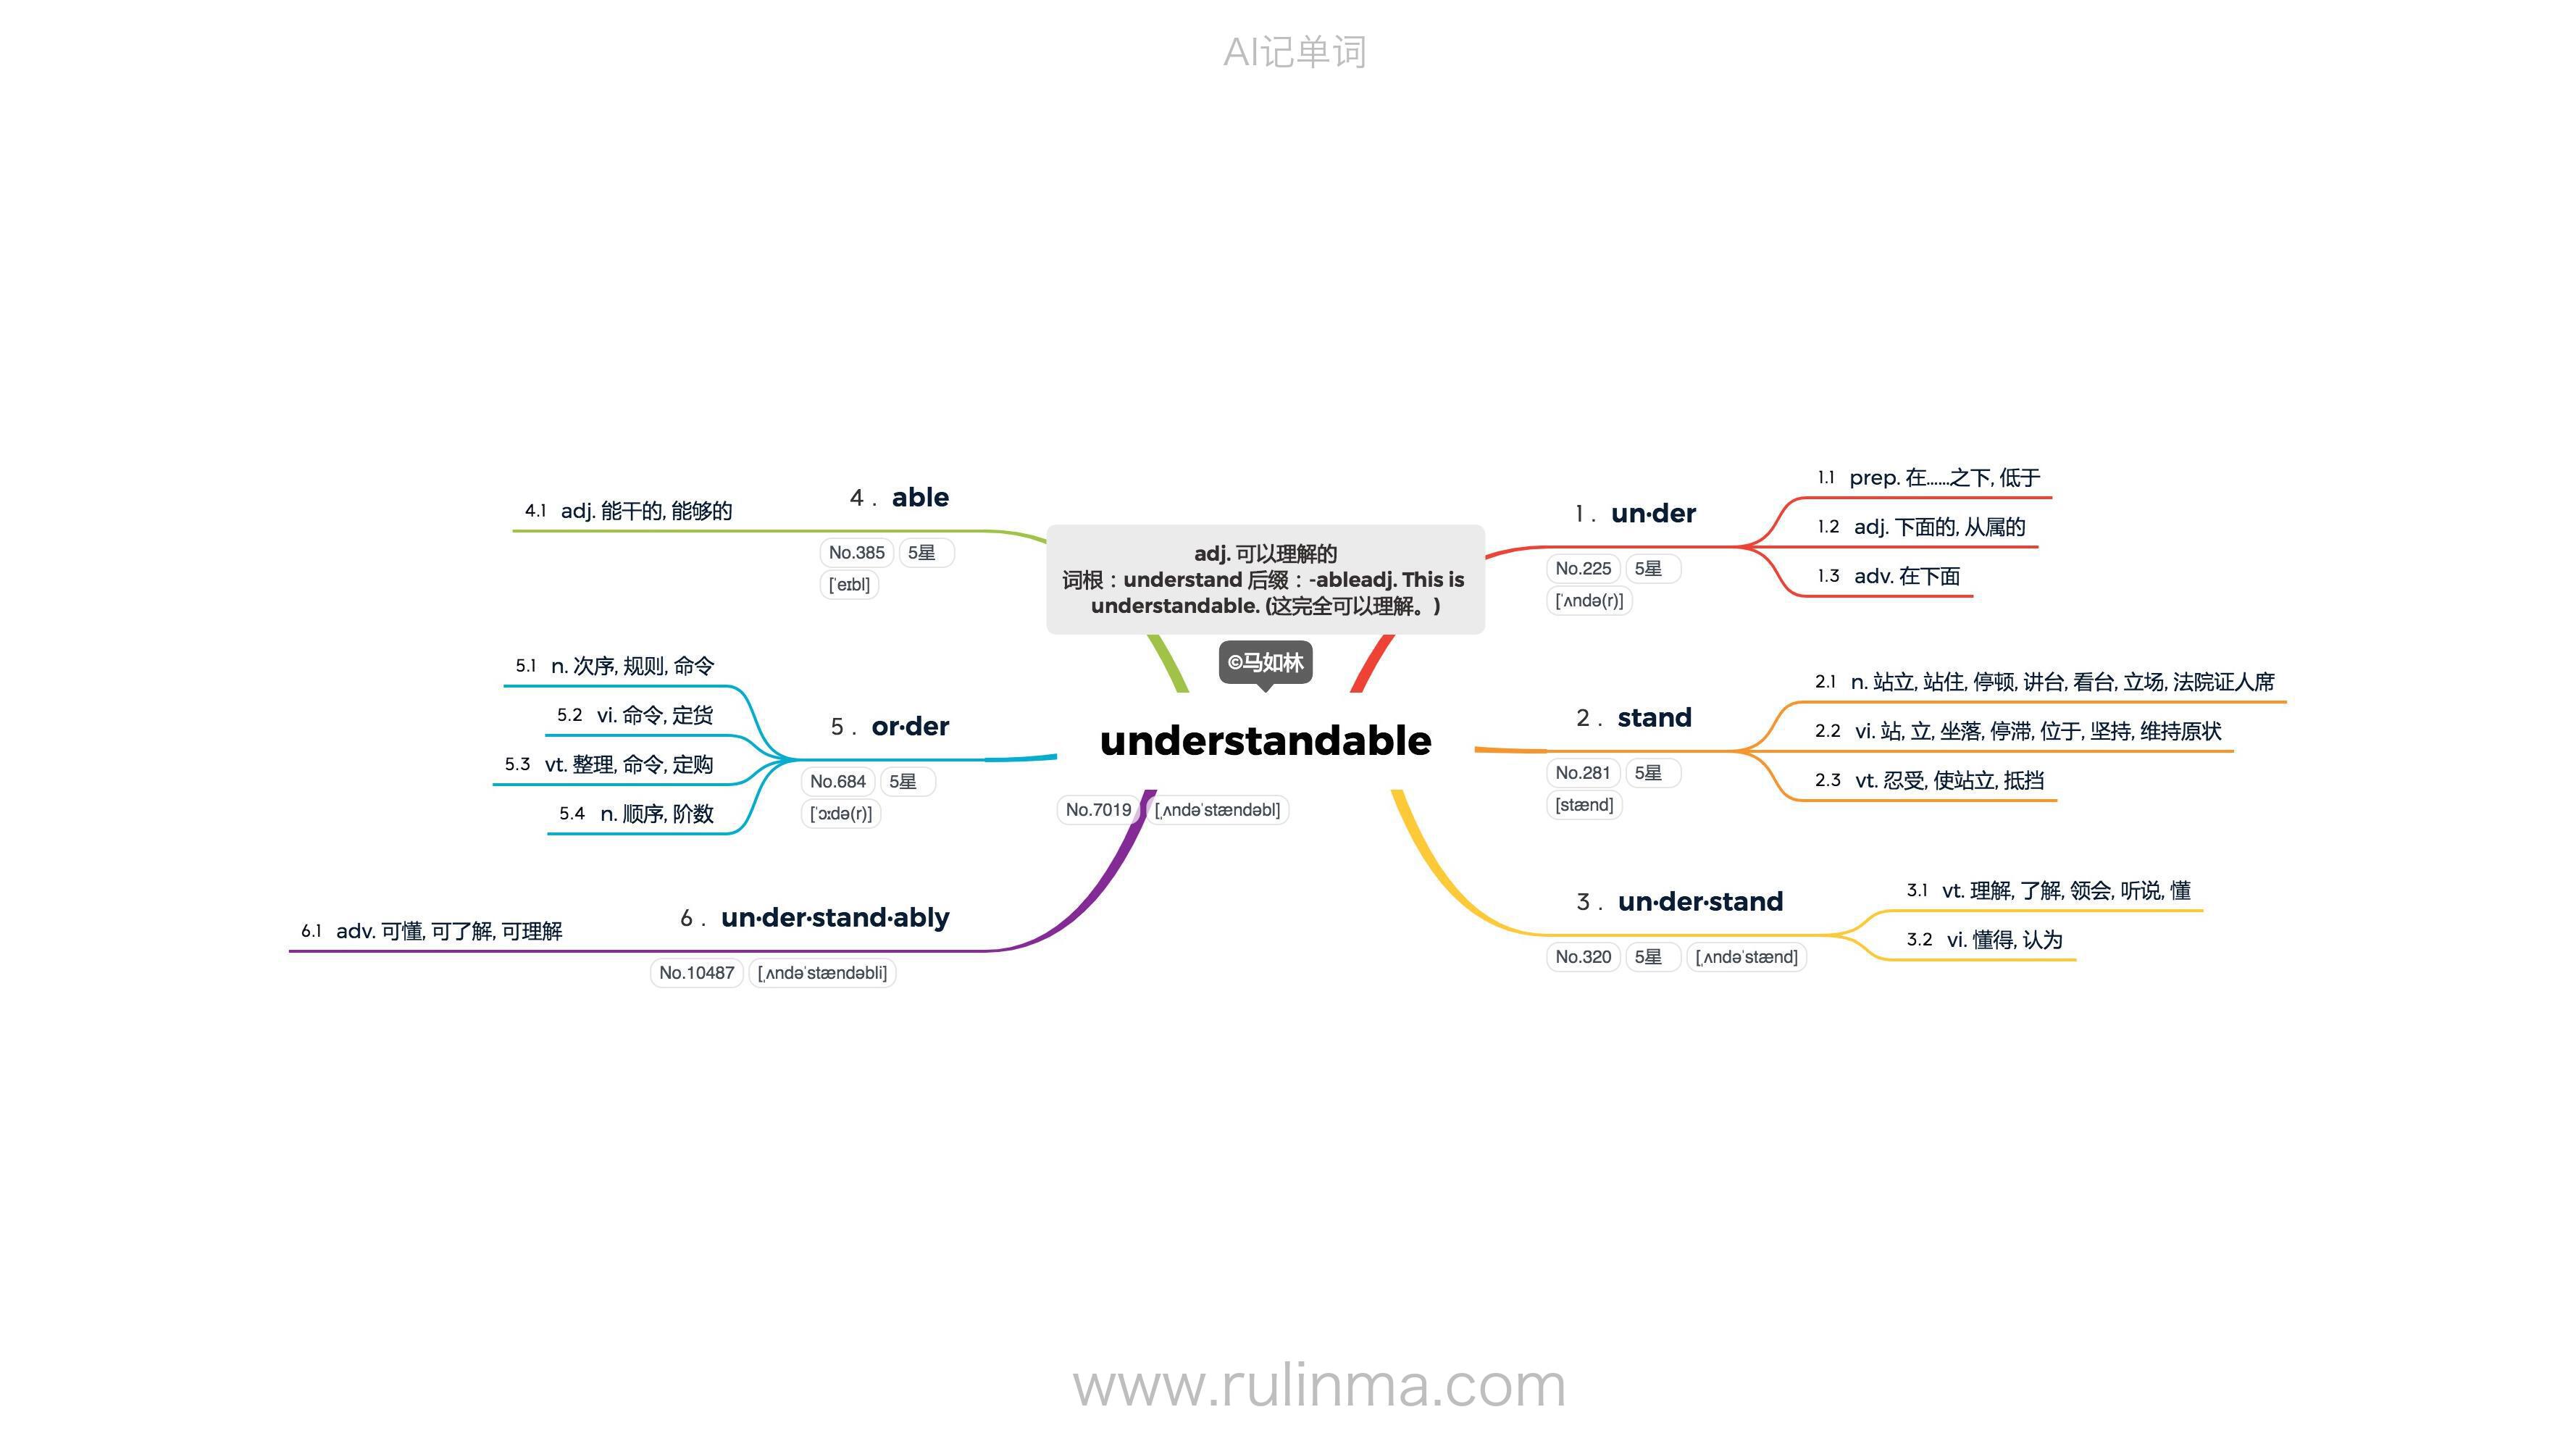 AI记单词
adj. 可以理解的
词根：understand 后缀：-ableadj. This is
understandable. (这完全可以理解。)
©马如林
understandable
No.7019 [ˌʌndəˈstændəbl]
1. un·der
No.225 5星
[ˈʌndə(r)]
1.1 prep. 在……之下, 低于
1.2 adj. 下面的, 从属的
1.3 adv. 在下面
2. stand
No.281 5星
[stænd]
2.1 n. 站立, 站住, 停顿, 讲台, 看台, 立场, 法院证人席
2.2 vi. 站, 立, 坐落, 停滞, 位于, 坚持, 维持原状
2.3 vt. 忍受, 使站立, 抵挡
3. un·der·stand
No.320 5星 [ˌʌndəˈstænd]
3.1 vt. 理解, 了解, 领会, 听说, 懂
3.2 vi. 懂得, 认为
4. able
No.385 5星
[ˈeɪbl]
4.1 adj. 能干的, 能够的
5. or·der
No.684 5星
[ˈɔːdə(r)]
5.1 n. 次序, 规则, 命令
5.2 vi. 命令, 定货
5.3 vt. 整理, 命令, 定购
5.4 n. 顺序, 阶数
6. un·der·stand·ably
No.10487 [ˌʌndəˈstændəbli]
6.1 adv. 可懂, 可了解, 可理解
www.rulinma.com